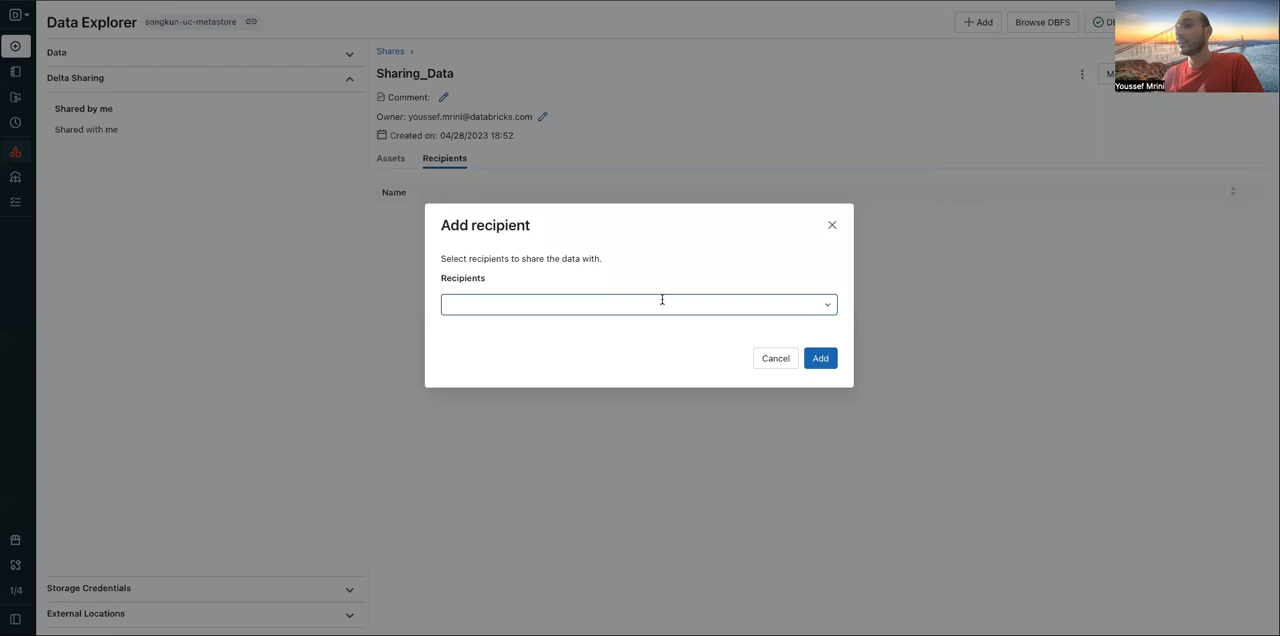 Data Explorer songkun-uc-metastore
+ Add
Browse DBFS
Youssef Mrini
Data
Delta Sharing
Shared by me
Shared with me
Storage Credentials
External Locations
1/4
Shares ›
Sharing_Data
Comment:
Owner: youssef.mrini@databricks.com
Created on: 04/28/2023 18:52
Assets Recipients
Name
Add recipient
Select recipients to share the data with.
Recipients
Cancel Add